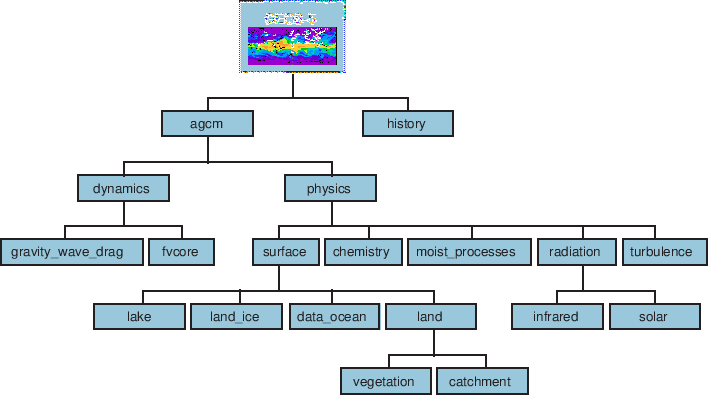 agcm
history
dynamics
physics
gravity_wave_drag
fvcore
surface
chemistry
moist_processes
radiation
turbulence
lake
land_ice
data_ocean
land
infrared
solar
vegetation
catchment